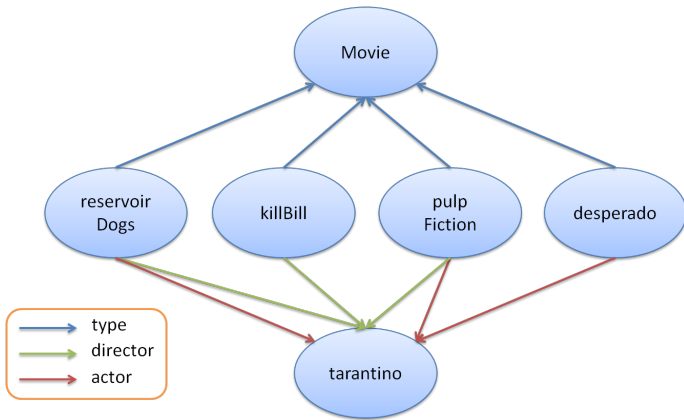 Movie
reservoir
Dogs
killBill
pulp
Fiction
desperado
type
director
actor
tarantino